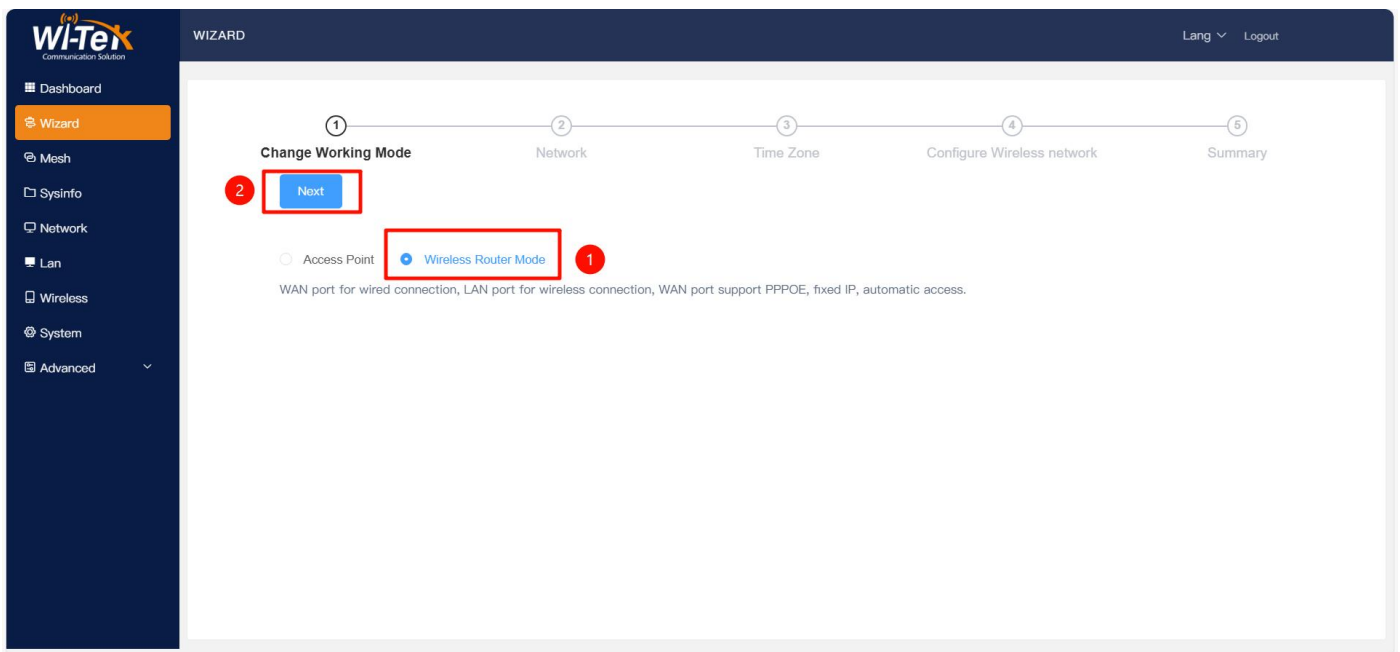 Wi-Tek
Communication Solution
WIZARD
Lang
Logout
Dashboard
Wizard
Mesh
Sysinfo
Network
Lan
Wireless
System
Advanced
1
2
3
4
5
Change Working Mode
Network
Time Zone
Configure Wireless network
Summary
2
Next
Access Point
Wireless Router Mode
1
WAN port for wired connection, LAN port for wireless connection, WAN port support PPPOE, fixed IP, automatic access.